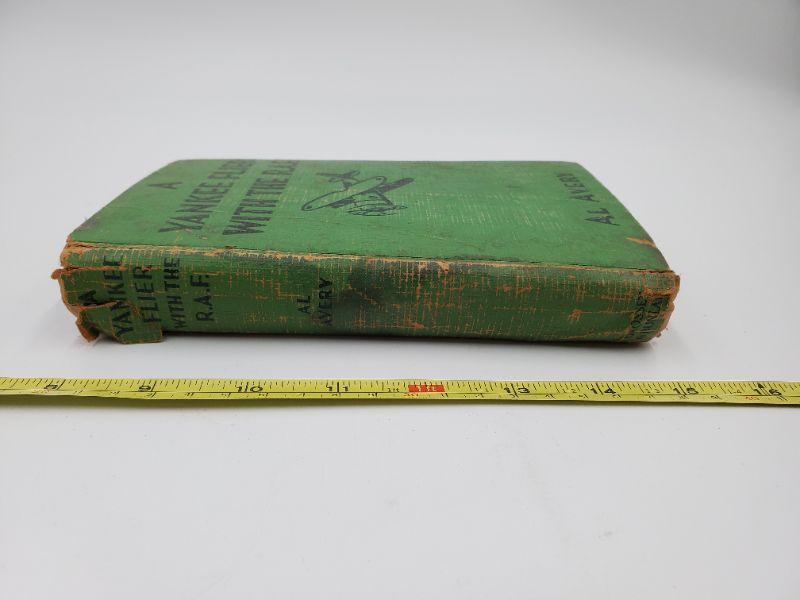 A
YANKEE FLIER
WITH THE R.A.F.
AL AVERY
A
YANKEE
FLIER
WITH THE
R.A.F.
AL
AVERY
9 10 11 1F 13 14 15 16